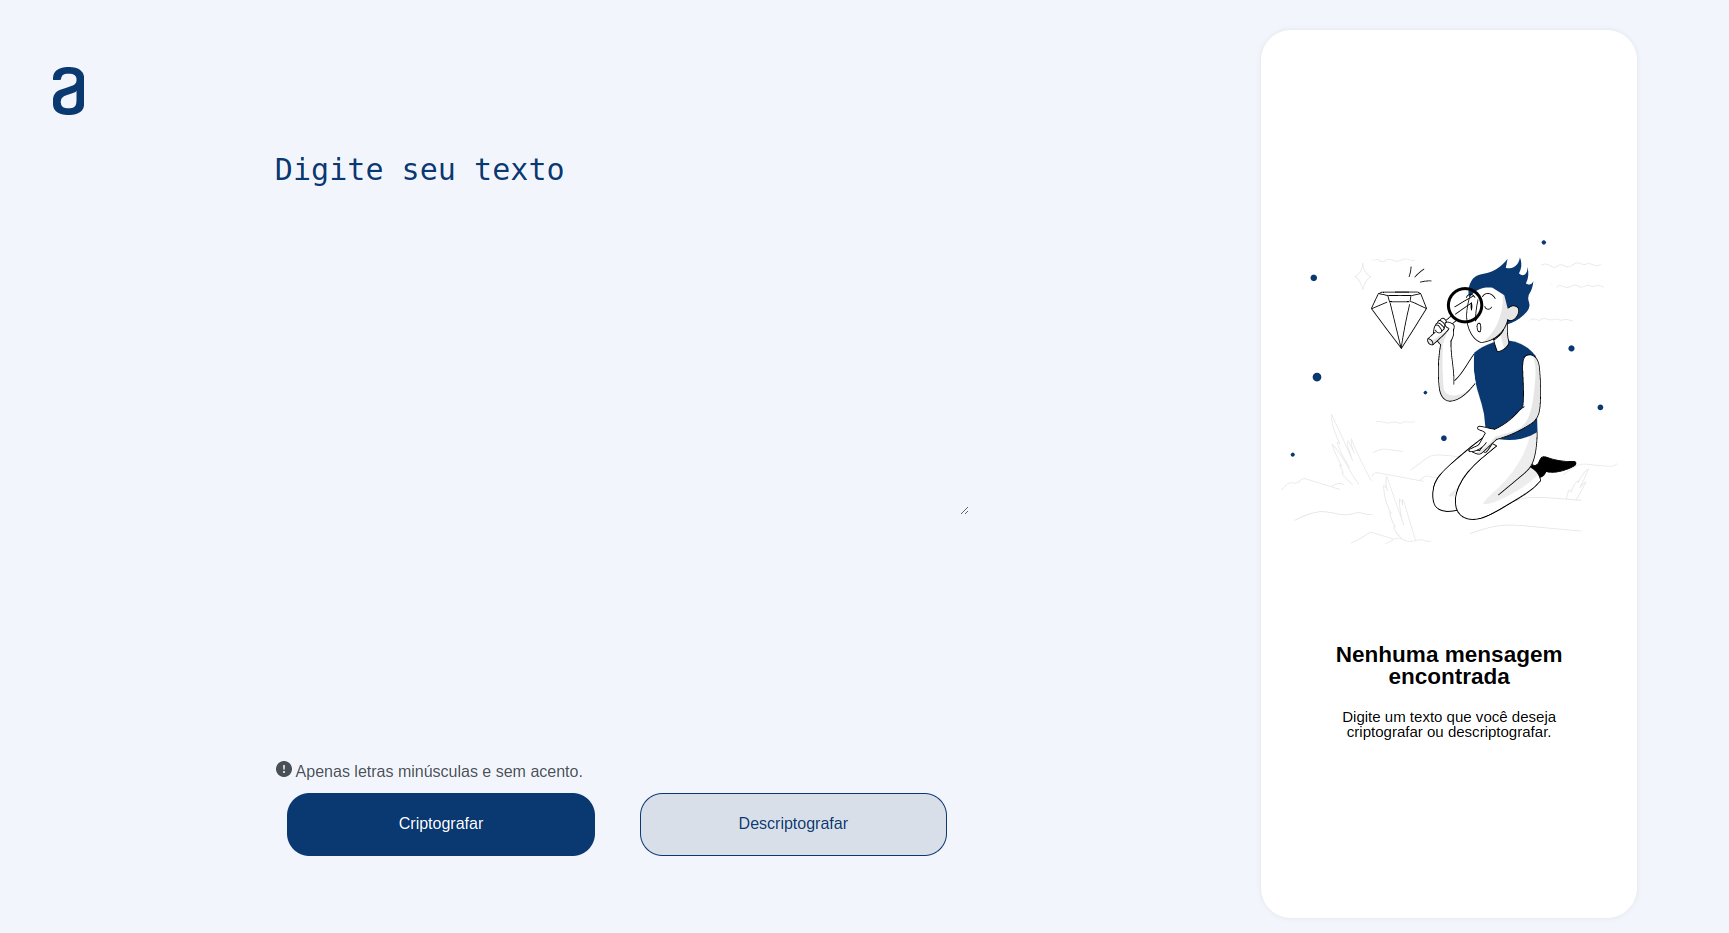 a
Digite seu texto
Apenas letras minúsculas e sem acento.
Criptografar
Descriptografar
Nenhuma mensagem
encontrada
Digite um texto que você deseja
criptografar ou descriptografar.